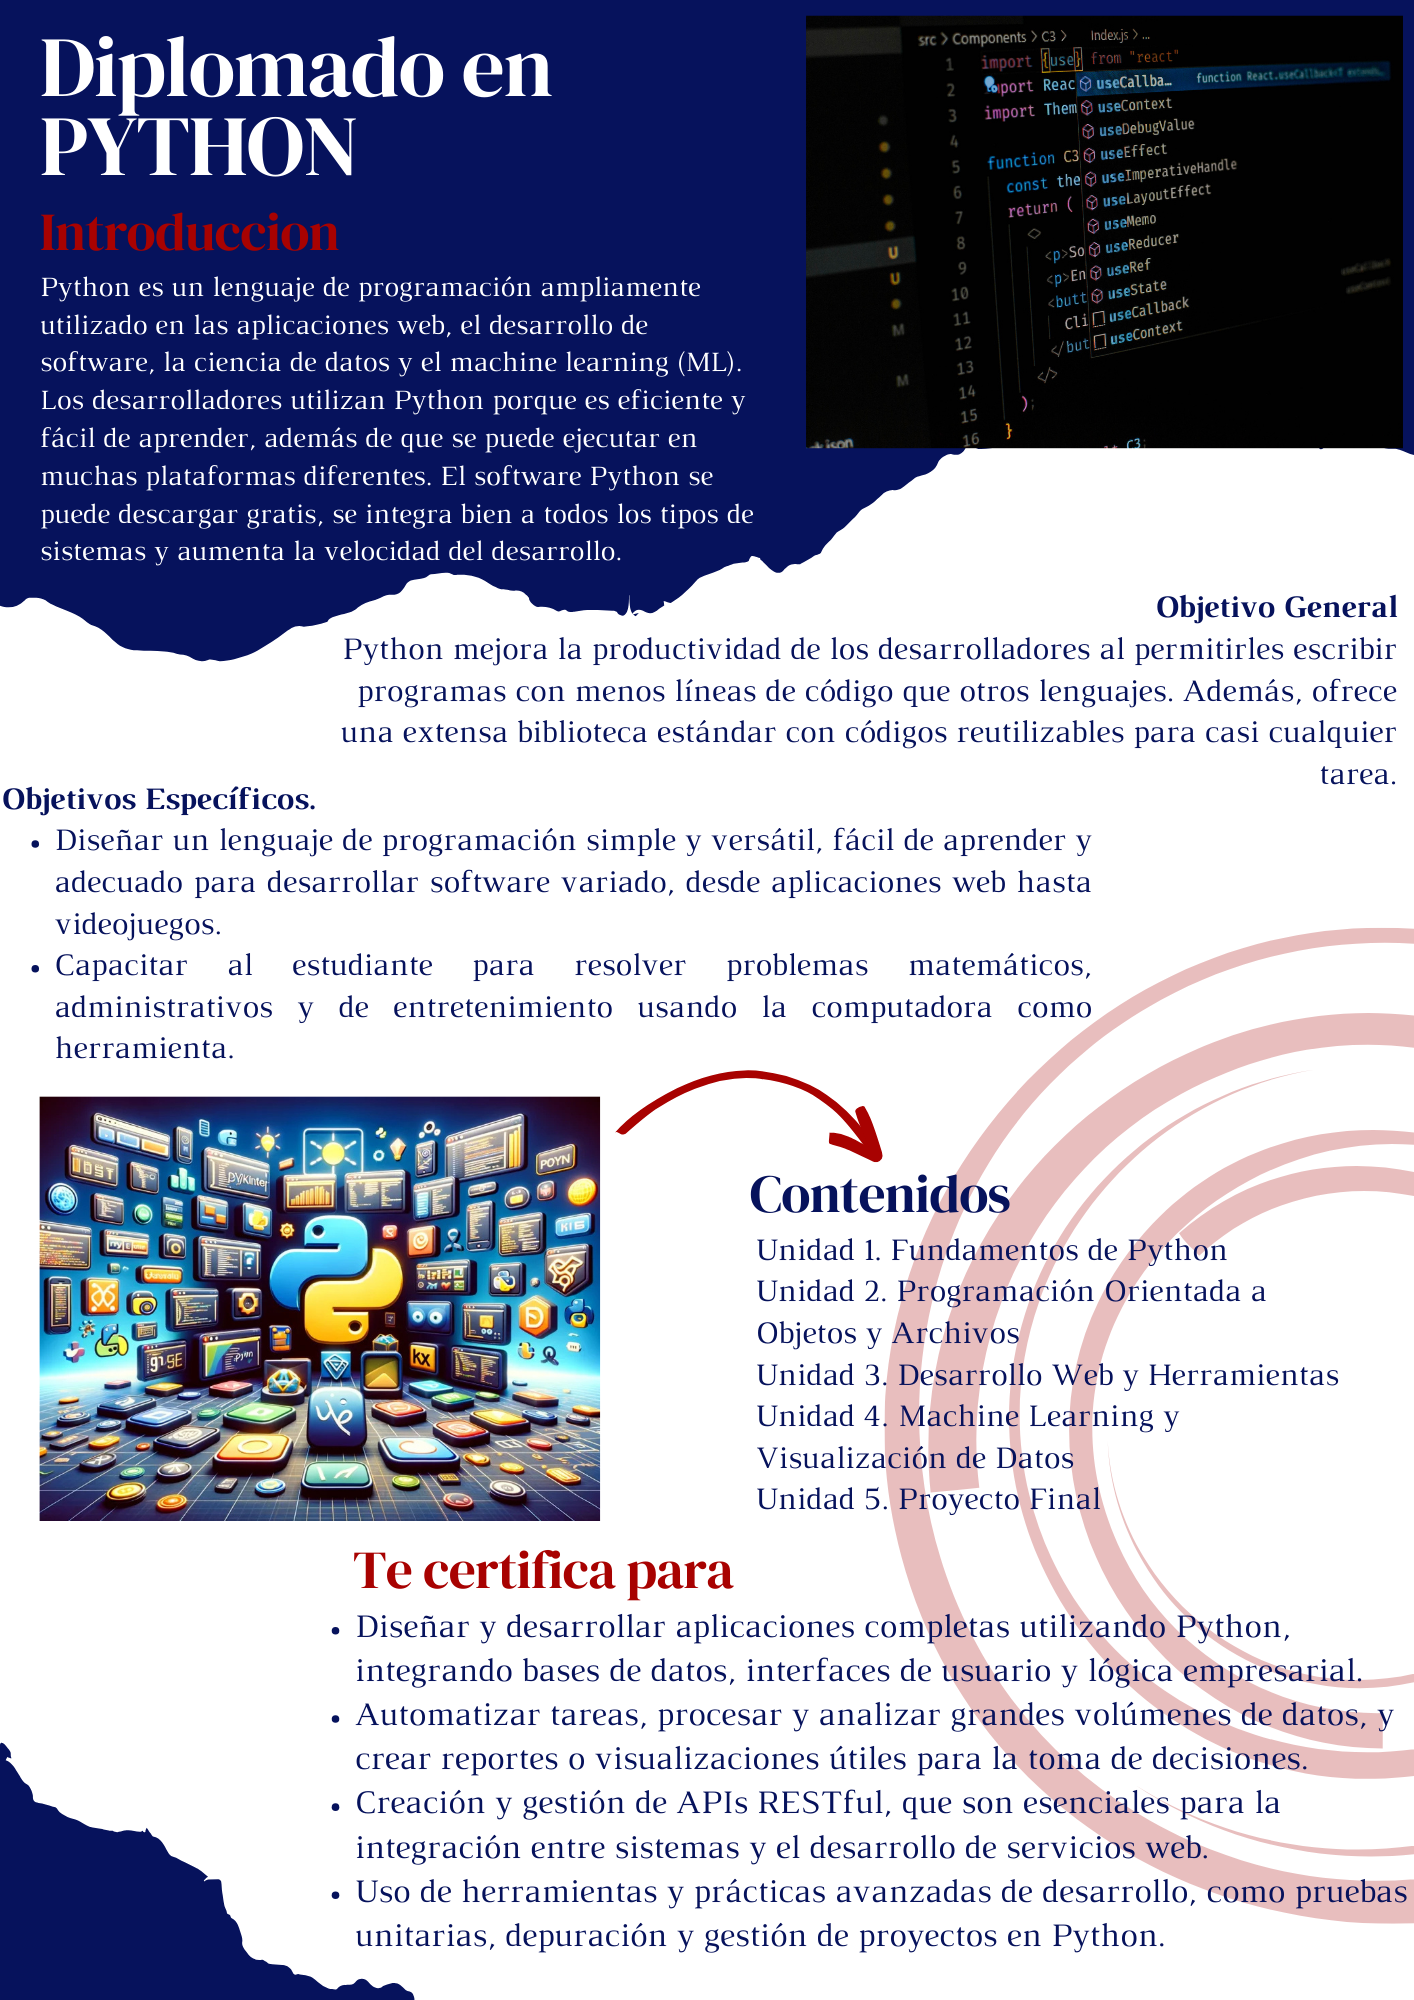 Diplomado en
PYTHON
Introduccion
Python es un lenguaje de programación ampliamente
utilizado en las aplicaciones web, el desarrollo de
software, la ciencia de datos y el machine learning (ML).
Los desarrolladores utilizan Python porque es eficiente y
fácil de aprender, además de que se puede ejecutar en
muchas plataformas diferentes. El software Python se
puede descargar gratis, se integra bien a todos los tipos de
sistemas y aumenta la velocidad del desarrollo.
src > Components > C3 > Index.js > ...
1 import {use} from "react"
2 import Reac
3 import Them
4
5 function C3
6 const the
7 return (
8 <>
9 <p>So
10 <p>En
11 <butt
12 Cli
13 </but
14 </>
15 );
16 }
useCallba... function React.useCallback<T
useContext
useDebugValue
useEffect
useImperativeHandle
useLayoutEffect
useMemo
useReducer
useRef
useState
useCallback
useContext
U
U
M
M
C3;
Objetivo General
Python mejora la productividad de los desarrolladores al permitirles escribir
programas con menos líneas de código que otros lenguajes. Además, ofrece
una extensa biblioteca estándar con códigos reutilizables para casi cualquier
tarea.
Objetivos Específicos.
• Diseñar un lenguaje de programación simple y versátil, fácil de aprender y
adecuado para desarrollar software variado, desde aplicaciones web hasta
videojuegos.
• Capacitar al estudiante para resolver problemas matemáticos,
administrativos y de entretenimiento usando la computadora como
herramienta.
POYN
KX
Contenidos
Unidad 1. Fundamentos de Python
Unidad 2. Programación Orientada a
Objetos y Archivos
Unidad 3. Desarrollo Web y Herramientas
Unidad 4. Machine Learning y
Visualización de Datos
Unidad 5. Proyecto Final
Te certifica para
• Diseñar y desarrollar aplicaciones completas utilizando Python,
integrando bases de datos, interfaces de usuario y lógica empresarial.
• Automatizar tareas, procesar y analizar grandes volúmenes de datos, y
crear reportes o visualizaciones útiles para la toma de decisiones.
• Creación y gestión de APIs RESTful, que son esenciales para la
integración entre sistemas y el desarrollo de servicios web.
• Uso de herramientas y prácticas avanzadas de desarrollo, como pruebas
unitarias, depuración y gestión de proyectos en Python.